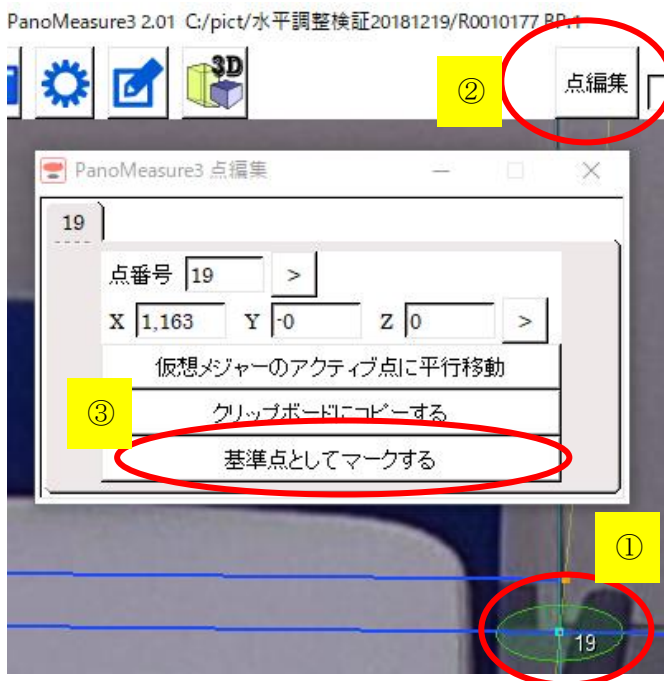 PanoMeasure3 2.01 C:/pict/水平調整検証20181219/R0010177 RP:1
3D
②
点編集
PanoMeasure3 点編集
19
点番号 19 >
X 1,163 Y -0 Z 0 >
仮想メジャーのアクティブ点に平行移動
③
クリップボードにコピーする
基準点としてマークする
①
19